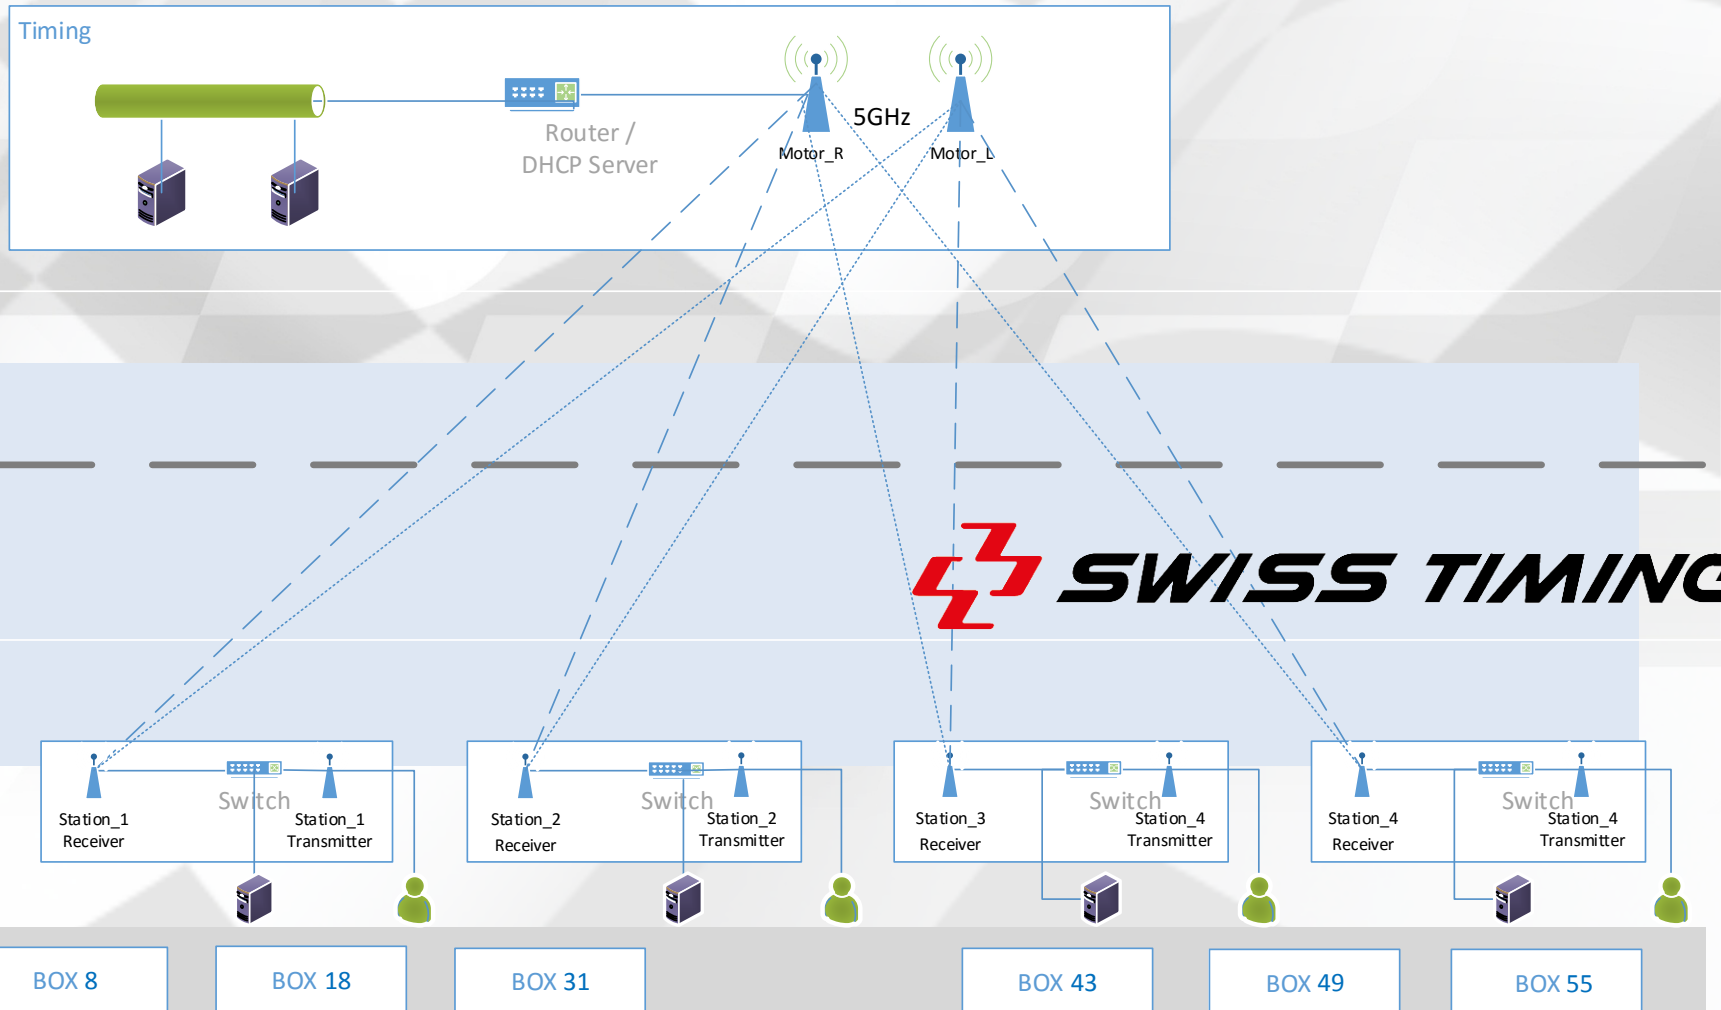 Timing
Router /
DHCP Server
5GHz
Motor_R
Motor_L
SWISS TIMING
Switch
Station_1
Receiver
Station_1
Transmitter
Switch
Station_2
Receiver
Station_2
Transmitter
Switch
Station_3
Receiver
Station_4
Transmitter
Switch
Station_4
Receiver
Station_4
Transmitter
BOX 8
BOX 18
BOX 31
BOX 43
BOX 49
BOX 55